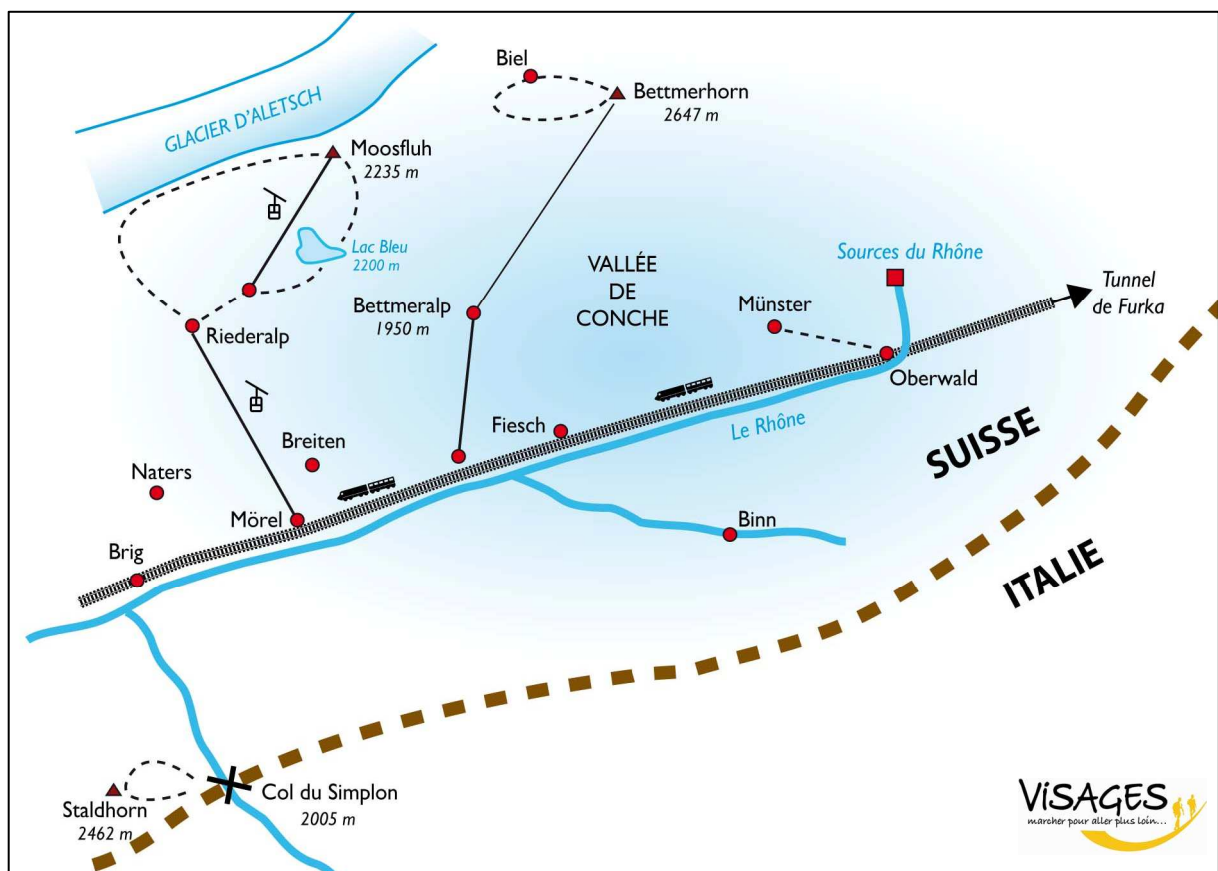 Biel
Bettmerhorn
2647 m
GLACIER D'ALETSCH
Moosfluh
2235 m
Lac Bleu
2200 m
Sources du Rhône
VALLÉE
DE
CONCHE
Tunnel
de Furka
Bettmeralp
1950 m
Münster
Riederalp
Oberwald
Fiesch
Le Rhône
Breiten
SUISSE
Naters
Mörel
Binn
Brig
ITALIE
Col du Simplon
2005 m
Staldhorn
2462 m
ViSAGES
marcher pour aller plus loin...